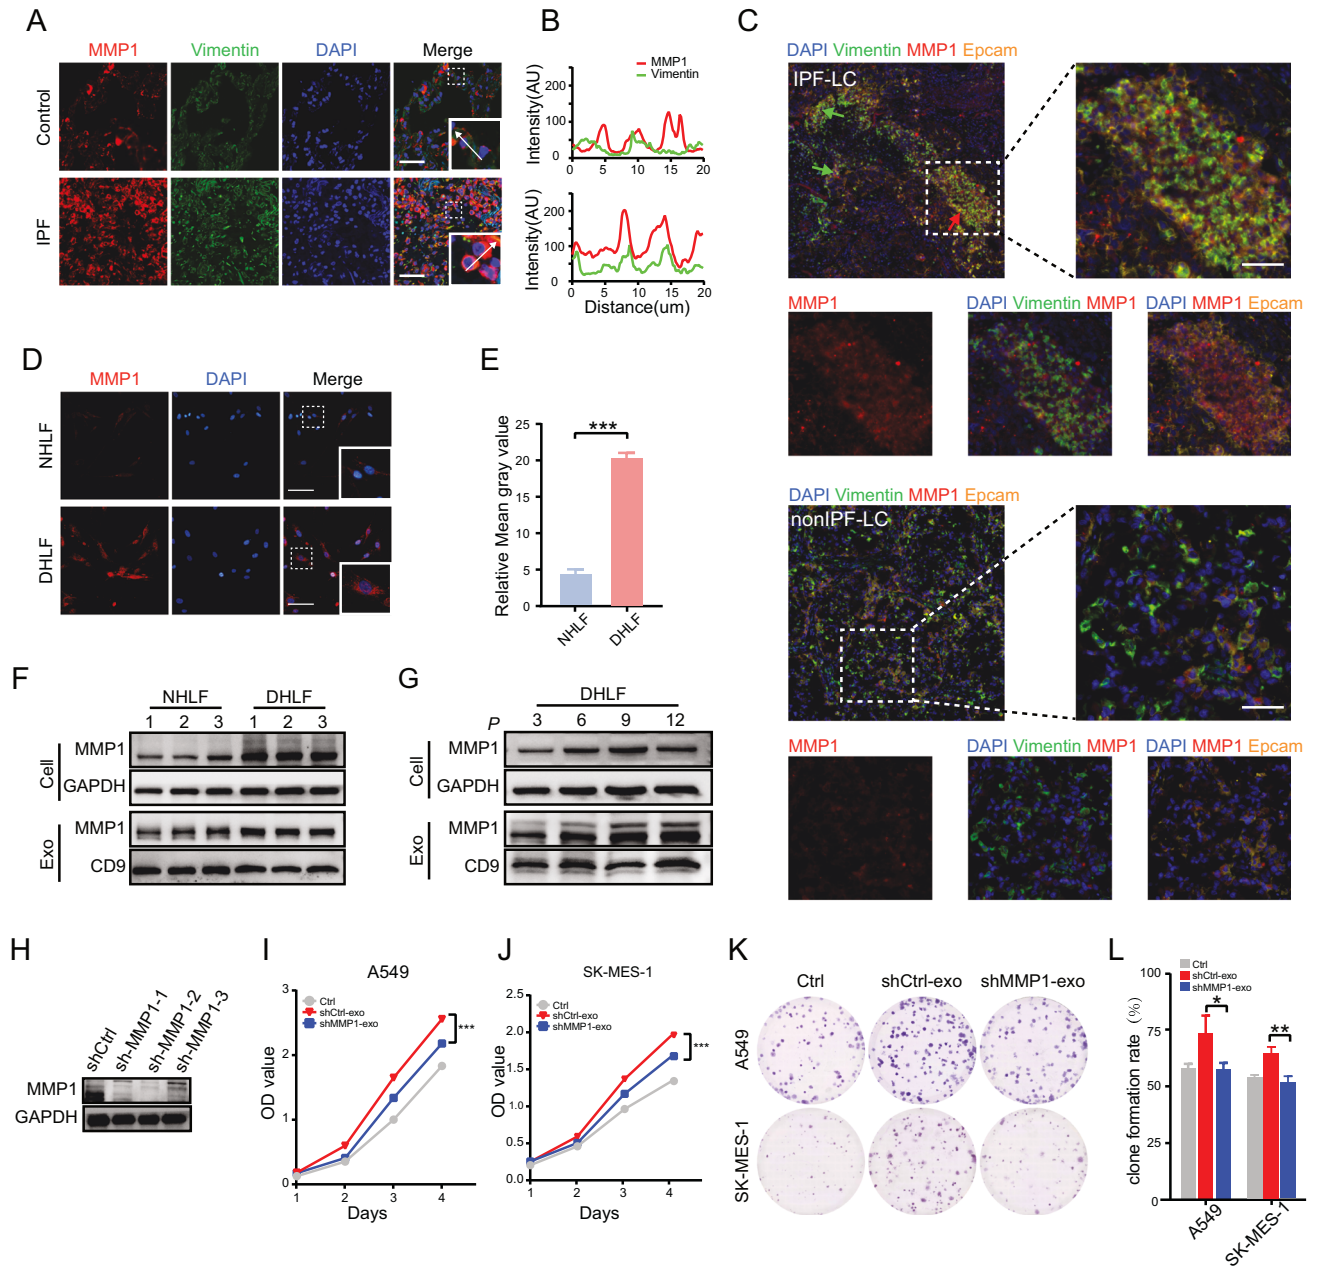 A
MMP1 Vimentin DAPI Merge
Control
IPF
B
MMP1
Vimentin
Intensity(AU)
200
100
0
0 5 10 15 20
Intensity(AU)
200
100
0
0 5 10 15 20
Distance(um)
C
DAPI Vimentin MMP1 Epcam
IPF-LC
MMP1
DAPI Vimentin MMP1
DAPI MMP1 Epcam
DAPI Vimentin MMP1 Epcam
nonIPF-LC
MMP1
DAPI Vimentin MMP1
DAPI MMP1 Epcam
D
MMP1 DAPI Merge
NHLF
DHLF
E
Relative Mean gray value
25
20
15
10
5
0
***
NHLF
DHLF
F
NHLF DHLF
1 2 3 1 2 3
Cell
MMP1
GAPDH
Exo
MMP1
CD9
G
DHLF
P 3 6 9 12
Cell
MMP1
GAPDH
Exo
MMP1
CD9
H
shCtrl
sh-MMP1-1
sh-MMP1-2
sh-MMP1-3
MMP1
GAPDH
I
A549
Ctrl
shCtrl-exo
shMMP1-exo
OD value
3
2
1
0
***
1 2 3 4
Days
J
SK-MES-1
Ctrl
shCtrl-exo
shMMP1-exo
OD value
2.5
2.0
1.5
1.0
0.5
0.0
***
1 2 3 4
Days
K
Ctrl shCtrl-exo shMMP1-exo
A549
SK-MES-1
L
Ctrl
shCtrl-exo
shMMP1-exo
clone formation rate (%)
100
75
50
25
0
*
**
A549
SK-MES-1